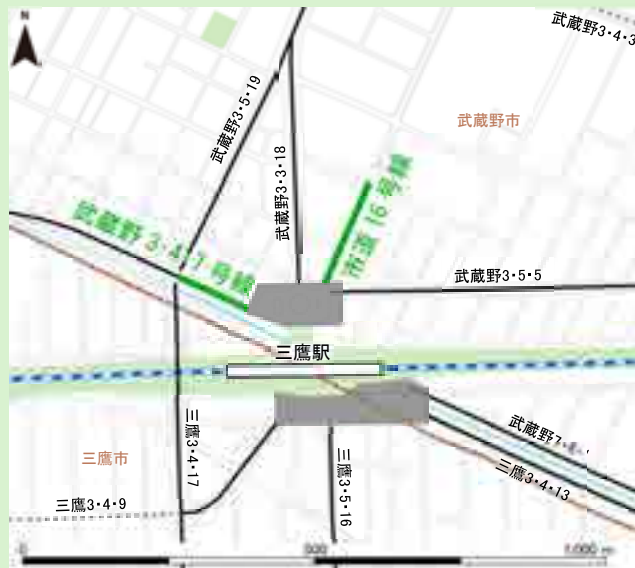 N
武蔵野3・4・3
武蔵野3・5・19
武蔵野市
武蔵野3・3・18
市道 16 号線
武蔵野 3・4・7 号線
武蔵野3・5・5
三鷹駅
三鷹市
三鷹3・4・17
武蔵野7・
三鷹3・4・13
三鷹3・5・16
三鷹3・4・9
0
500
1,000 m